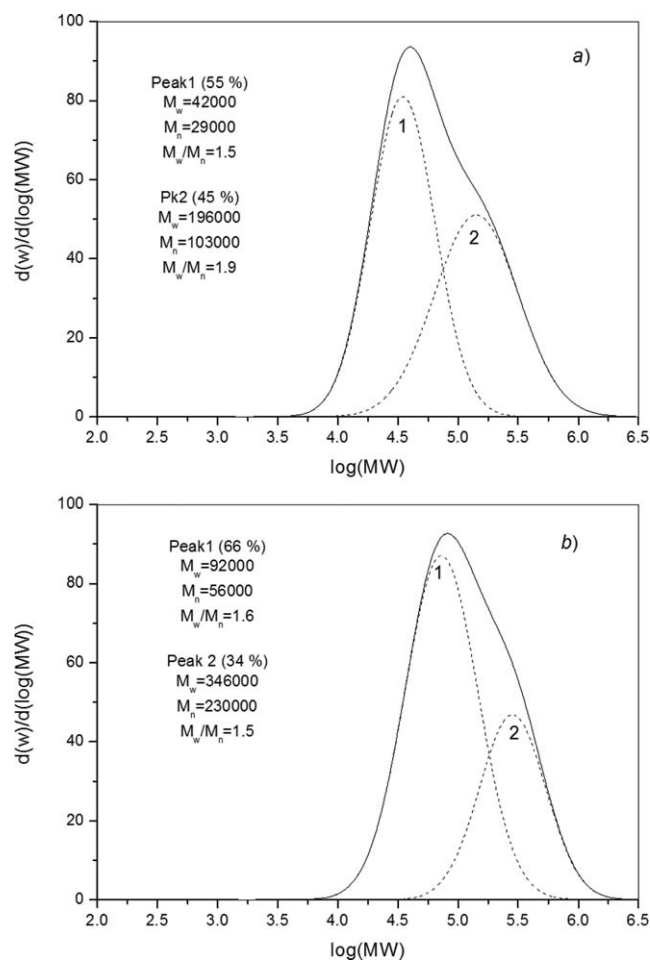 a)
Peak1 (55 %)
M_w=42000
M_n=29000
M_w/M_n=1.5
Pk2 (45 %)
M_w=196000
M_n=103000
M_w/M_n=1.9
1
2
d(w)/d(log(MW))
100
80
60
40
20
0
2.0 2.5 3.0 3.5 4.0 4.5 5.0 5.5 6.0 6.5
log(MW)
b)
Peak1 (66 %)
M_w=92000
M_n=56000
M_w/M_n=1.6
Peak 2 (34 %)
M_w=346000
M_n=230000
M_w/M_n=1.5
1
2
d(w)/d(log(MW))
100
80
60
40
20
0
2.0 2.5 3.0 3.5 4.0 4.5 5.0 5.5 6.0 6.5
log(MW)